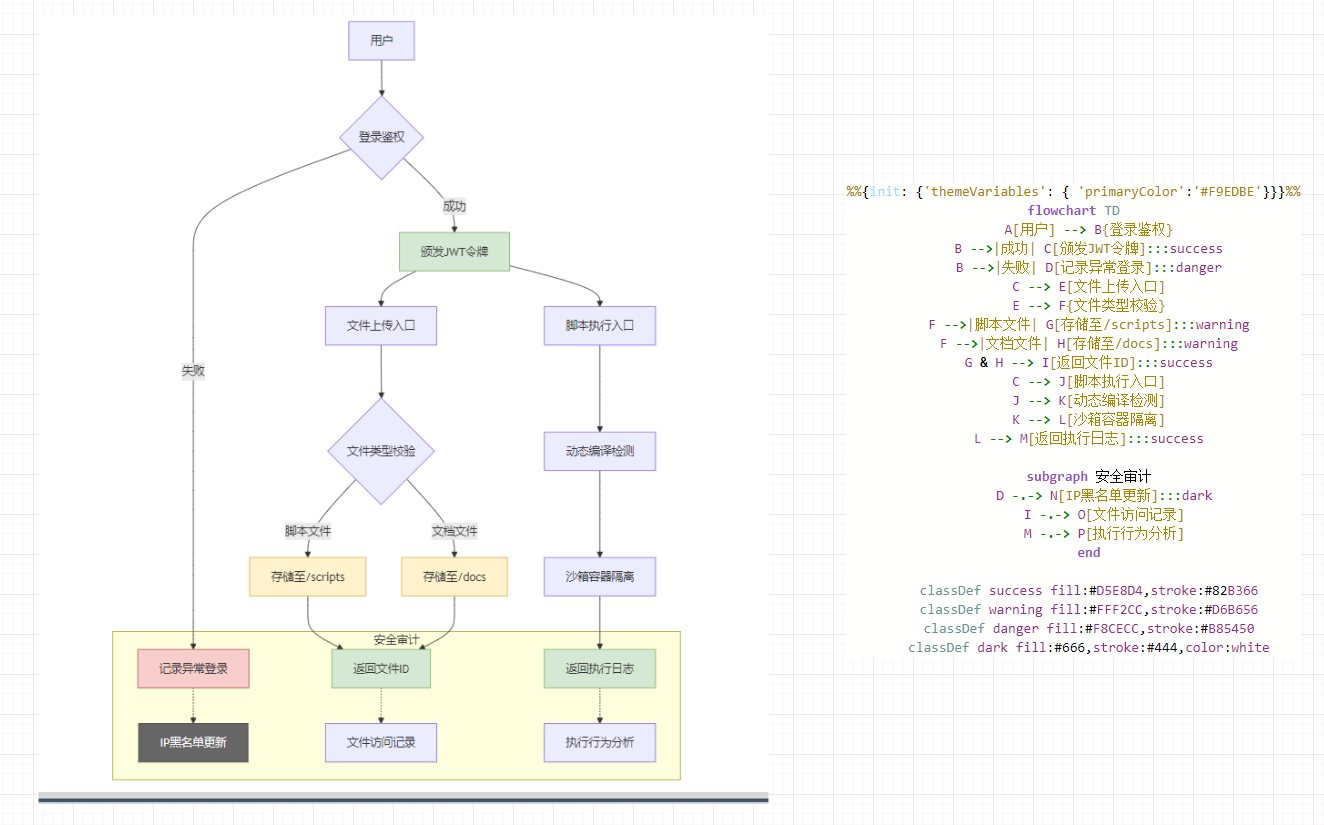 用户
登录鉴权
成功
颁发JWT令牌
文件上传入口
脚本执行入口
失败
文件类型校验
动态编译检测
脚本文件
文档文件
存储至/scripts
存储至/docs
沙箱容器隔离
安全审计
记录异常登录
返回文件ID
返回执行日志
IP黑名单更新
文件访问记录
执行行为分析
%%{init: {'themeVariables': { 'primaryColor':'#F9EDBE'}}}%%
flowchart TD
A[用户] --> B{登录鉴权}
B -->|成功| C[颁发JWT令牌]:::success
B -->|失败| D[记录异常登录]:::danger
C --> E[文件上传入口]
E --> F{文件类型校验}
F -->|脚本文件| G[存储至/scripts]:::warning
F -->|文档文件| H[存储至/docs]:::warning
G & H --> I[返回文件ID]:::success
C --> J[脚本执行入口]
J --> K[动态编译检测]
K --> L[沙箱容器隔离]
L --> M[返回执行日志]:::success
subgraph 安全审计
D -.-> N[IP黑名单更新]:::dark
I -.-> O[文件访问记录]
M -.-> P[执行行为分析]
end
classDef success fill:#D5E8D4,stroke:#82B366
classDef warning fill:#FFF2CC,stroke:#D6B656
classDef danger fill:#F8CECC,stroke:#B85450
classDef dark fill:#666,stroke:#444,color:white